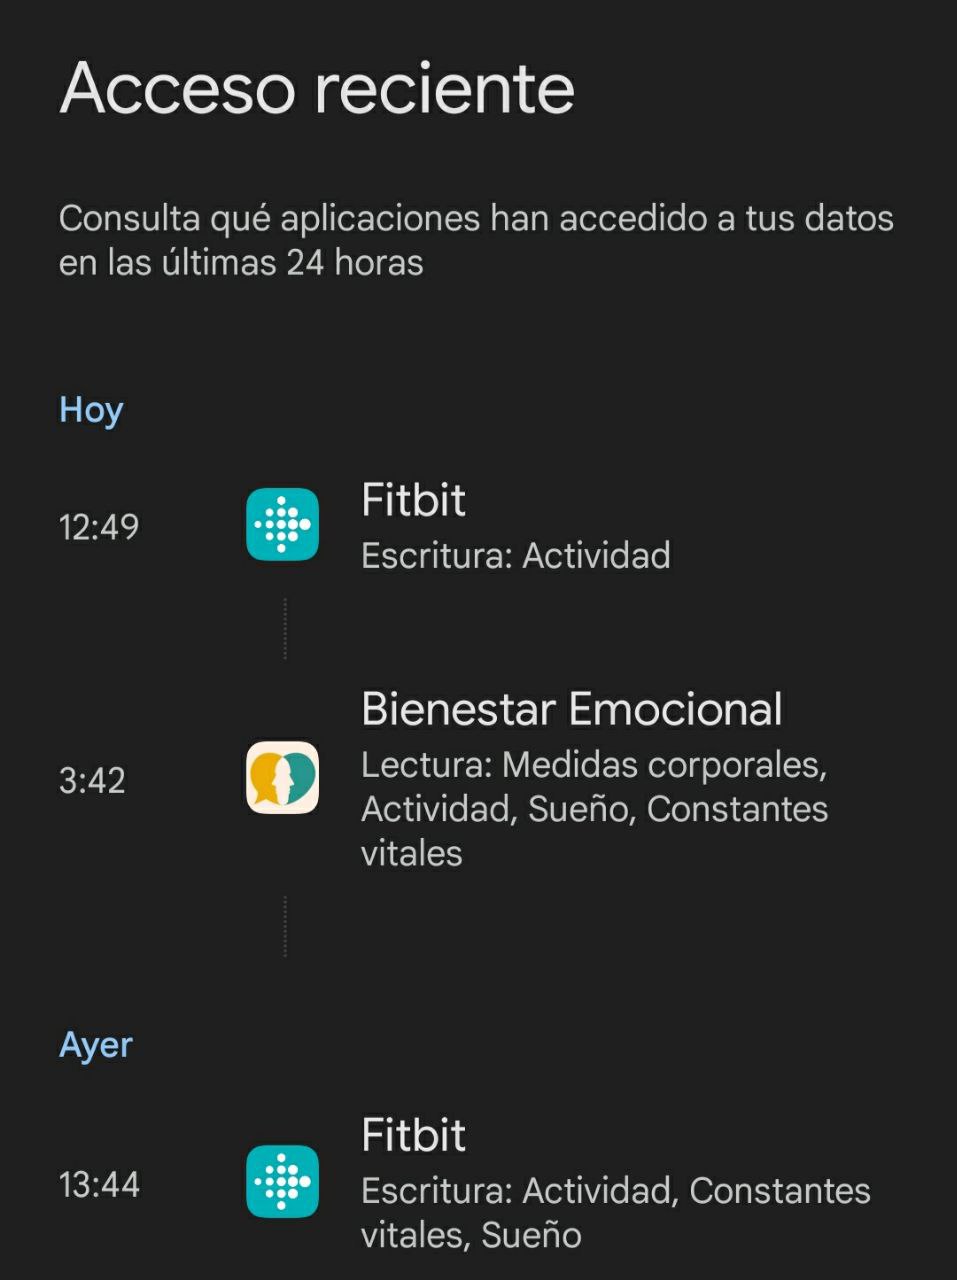 Acceso reciente
Consulta qué aplicaciones han accedido a tus datos
en las últimas 24 horas
Hoy
12:49
Fitbit
Escritura: Actividad
3:42
Bienestar Emocional
Lectura: Medidas corporales,
Actividad, Sueño, Constantes
vitales
Ayer
13:44
Fitbit
Escritura: Actividad, Constantes
vitales, Sueño